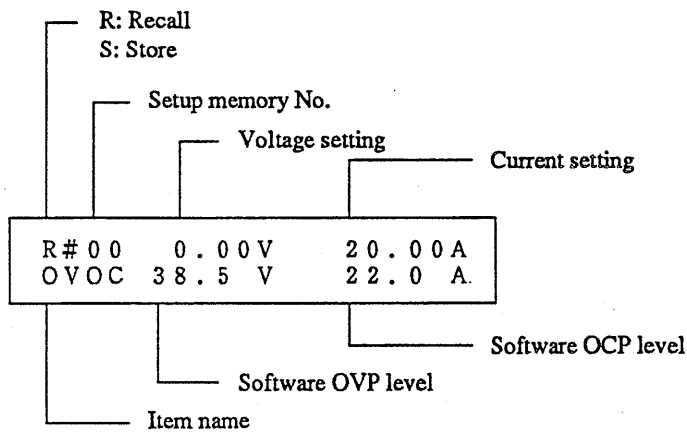 R: Recall
S: Store
Setup memory No.
Voltage setting
Current setting
R#00 0.00V 20.00A
OVOC 38.5 V 22.0 A.
Software OCP level
Software OVP level
Item name